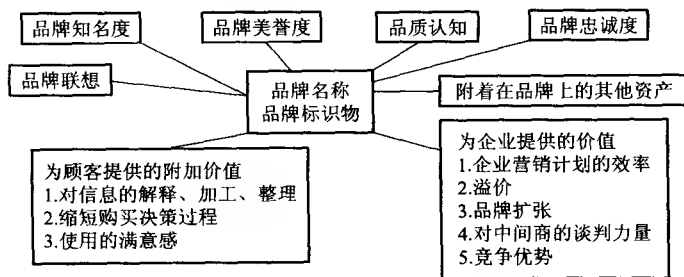 品牌知名度
品牌美誉度
品质认知
品牌忠诚度
品牌联想
品牌名称
品牌标识物
附着在品牌上的其他资产
为顾客提供的附加价值
1.对信息的解释、加工、整理
2.缩短购买决策过程
3.使用的满意感
为企业提供的价值
1.企业营销计划的效率
2.溢价
3.品牌扩张
4.对中间商的谈判力量
5.竞争优势